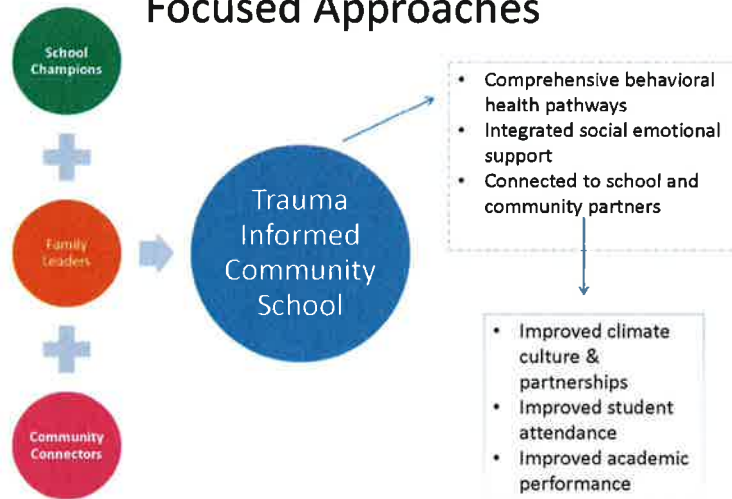 Focused Approaches
School
Champions
Family
Leaders
Community
Connectors
Trauma
Informed
Community
School
• Comprehensive behavioral
health pathways
• Integrated social emotional
support
• Connected to school and
community partners
• Improved climate
culture &
partnerships
• Improved student
attendance
• Improved academic
performance